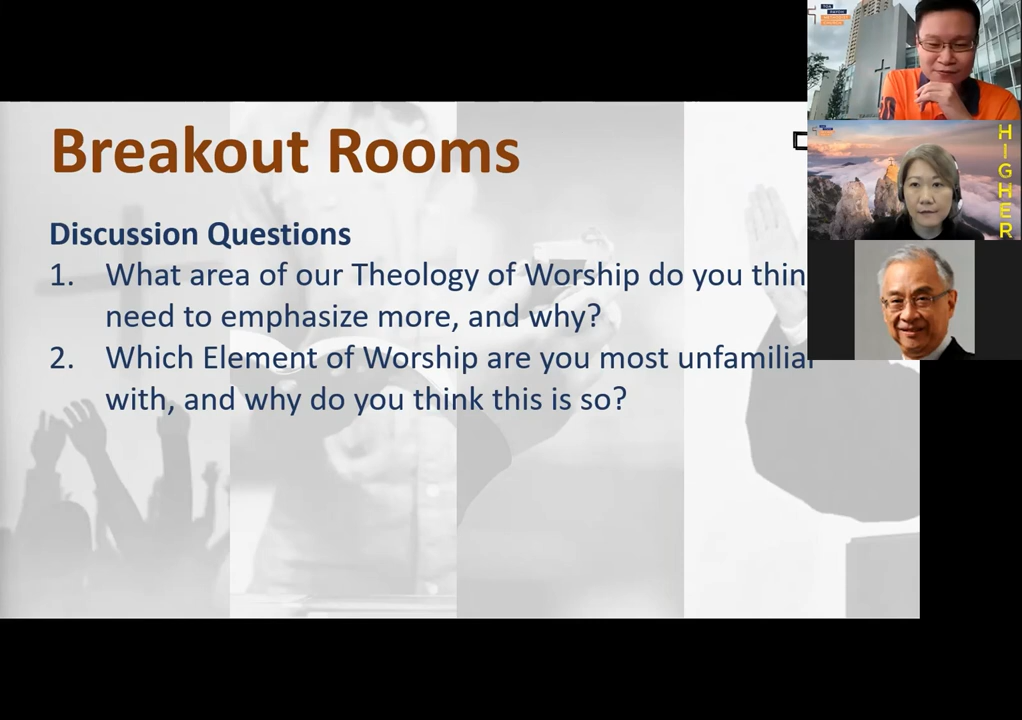 Breakout Rooms
Discussion Questions
1. What area of our Theology of Worship do you thin
need to emphasize more, and why?
2. Which Element of Worship are you most unfamiliar
with, and why do you think this is so?
HIGHER